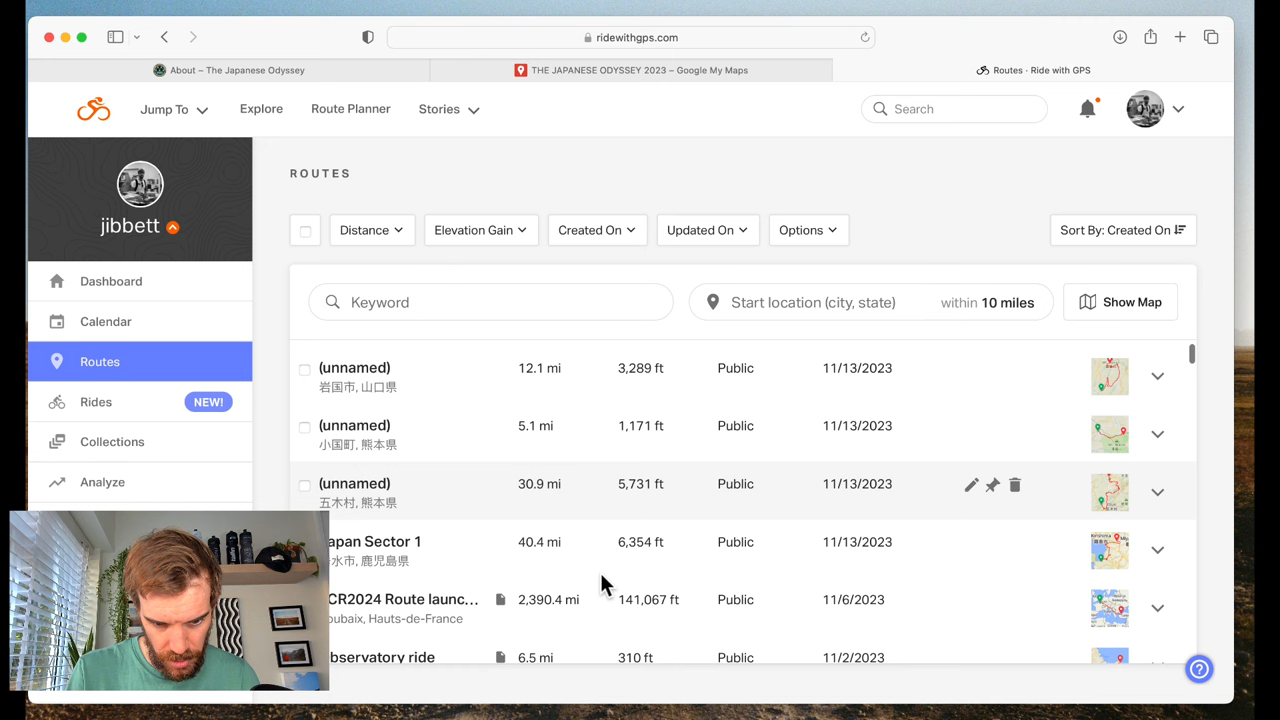 ridewithgps.com
About – The Japanese Odyssey
THE JAPANESE ODYSSEY 2023 – Google My Maps
Routes · Ride with GPS
Jump To
Explore
Route Planner
Stories
Search
jibbett
Dashboard
Calendar
Routes
Rides
NEW!
Collections
Analyze
ROUTES
Distance
Elevation Gain
Created On
Updated On
Options
Sort By: Created On
Keyword
Start location (city, state)
within 10 miles
Show Map
(unnamed) 12.1 mi 3,289 ft Public 11/13/2023
岩国市, 山口県
(unnamed) 5.1 mi 1,171 ft Public 11/13/2023
小国町, 熊本県
(unnamed) 30.9 mi 5,731 ft Public 11/13/2023
五木村, 熊本県
apan Sector 1 40.4 mi 6,354 ft Public 11/13/2023
水市, 鹿児島県
CR2024 Route launc... mi 141,067 ft Public 11/6/2023
oubaix, Hauts-de-France
bservatory ride 6.5 mi 310 ft Public 11/2/2023